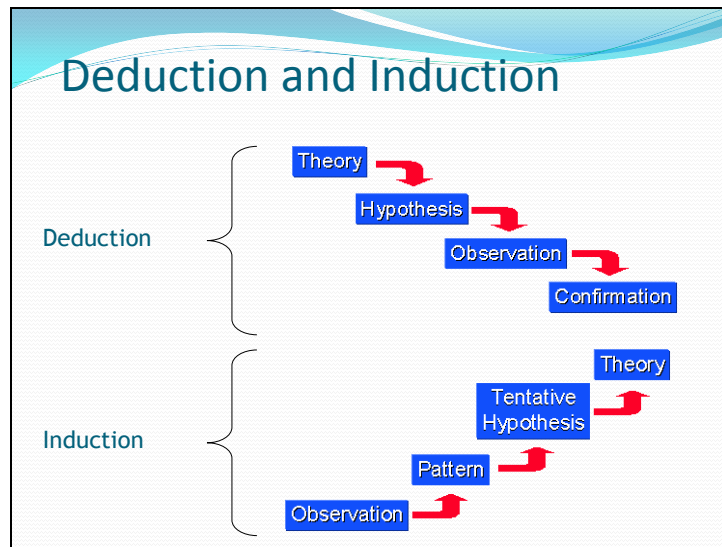 Deduction and Induction
Deduction
Theory
Hypothesis
Observation
Confirmation
Induction
Theory
Tentative
Hypothesis
Pattern
Observation